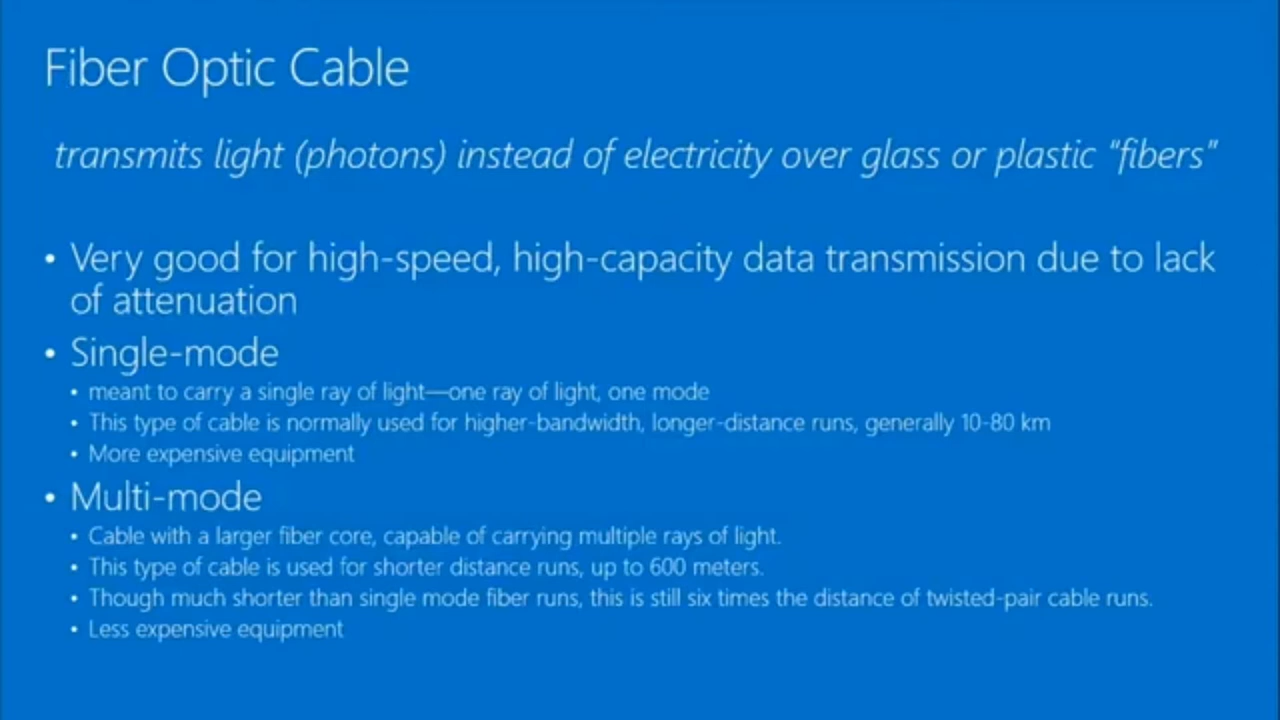 Fiber Optic Cable
transmits light (photons) instead of electricity over glass or plastic “fibers”
• Very good for high-speed, high-capacity data transmission due to lack
of attenuation
• Single-mode
• meant to carry a single ray of light—one ray of light, one mode
• This type of cable is normally used for higher-bandwidth, longer-distance runs, generally 10-80 km
• More expensive equipment
• Multi-mode
• Cable with a larger fiber core, capable of carrying multiple rays of light.
• This type of cable is used for shorter distance runs, up to 600 meters.
• Though much shorter than single mode fiber runs, this is still six times the distance of twisted-pair cable runs.
• Less expensive equipment